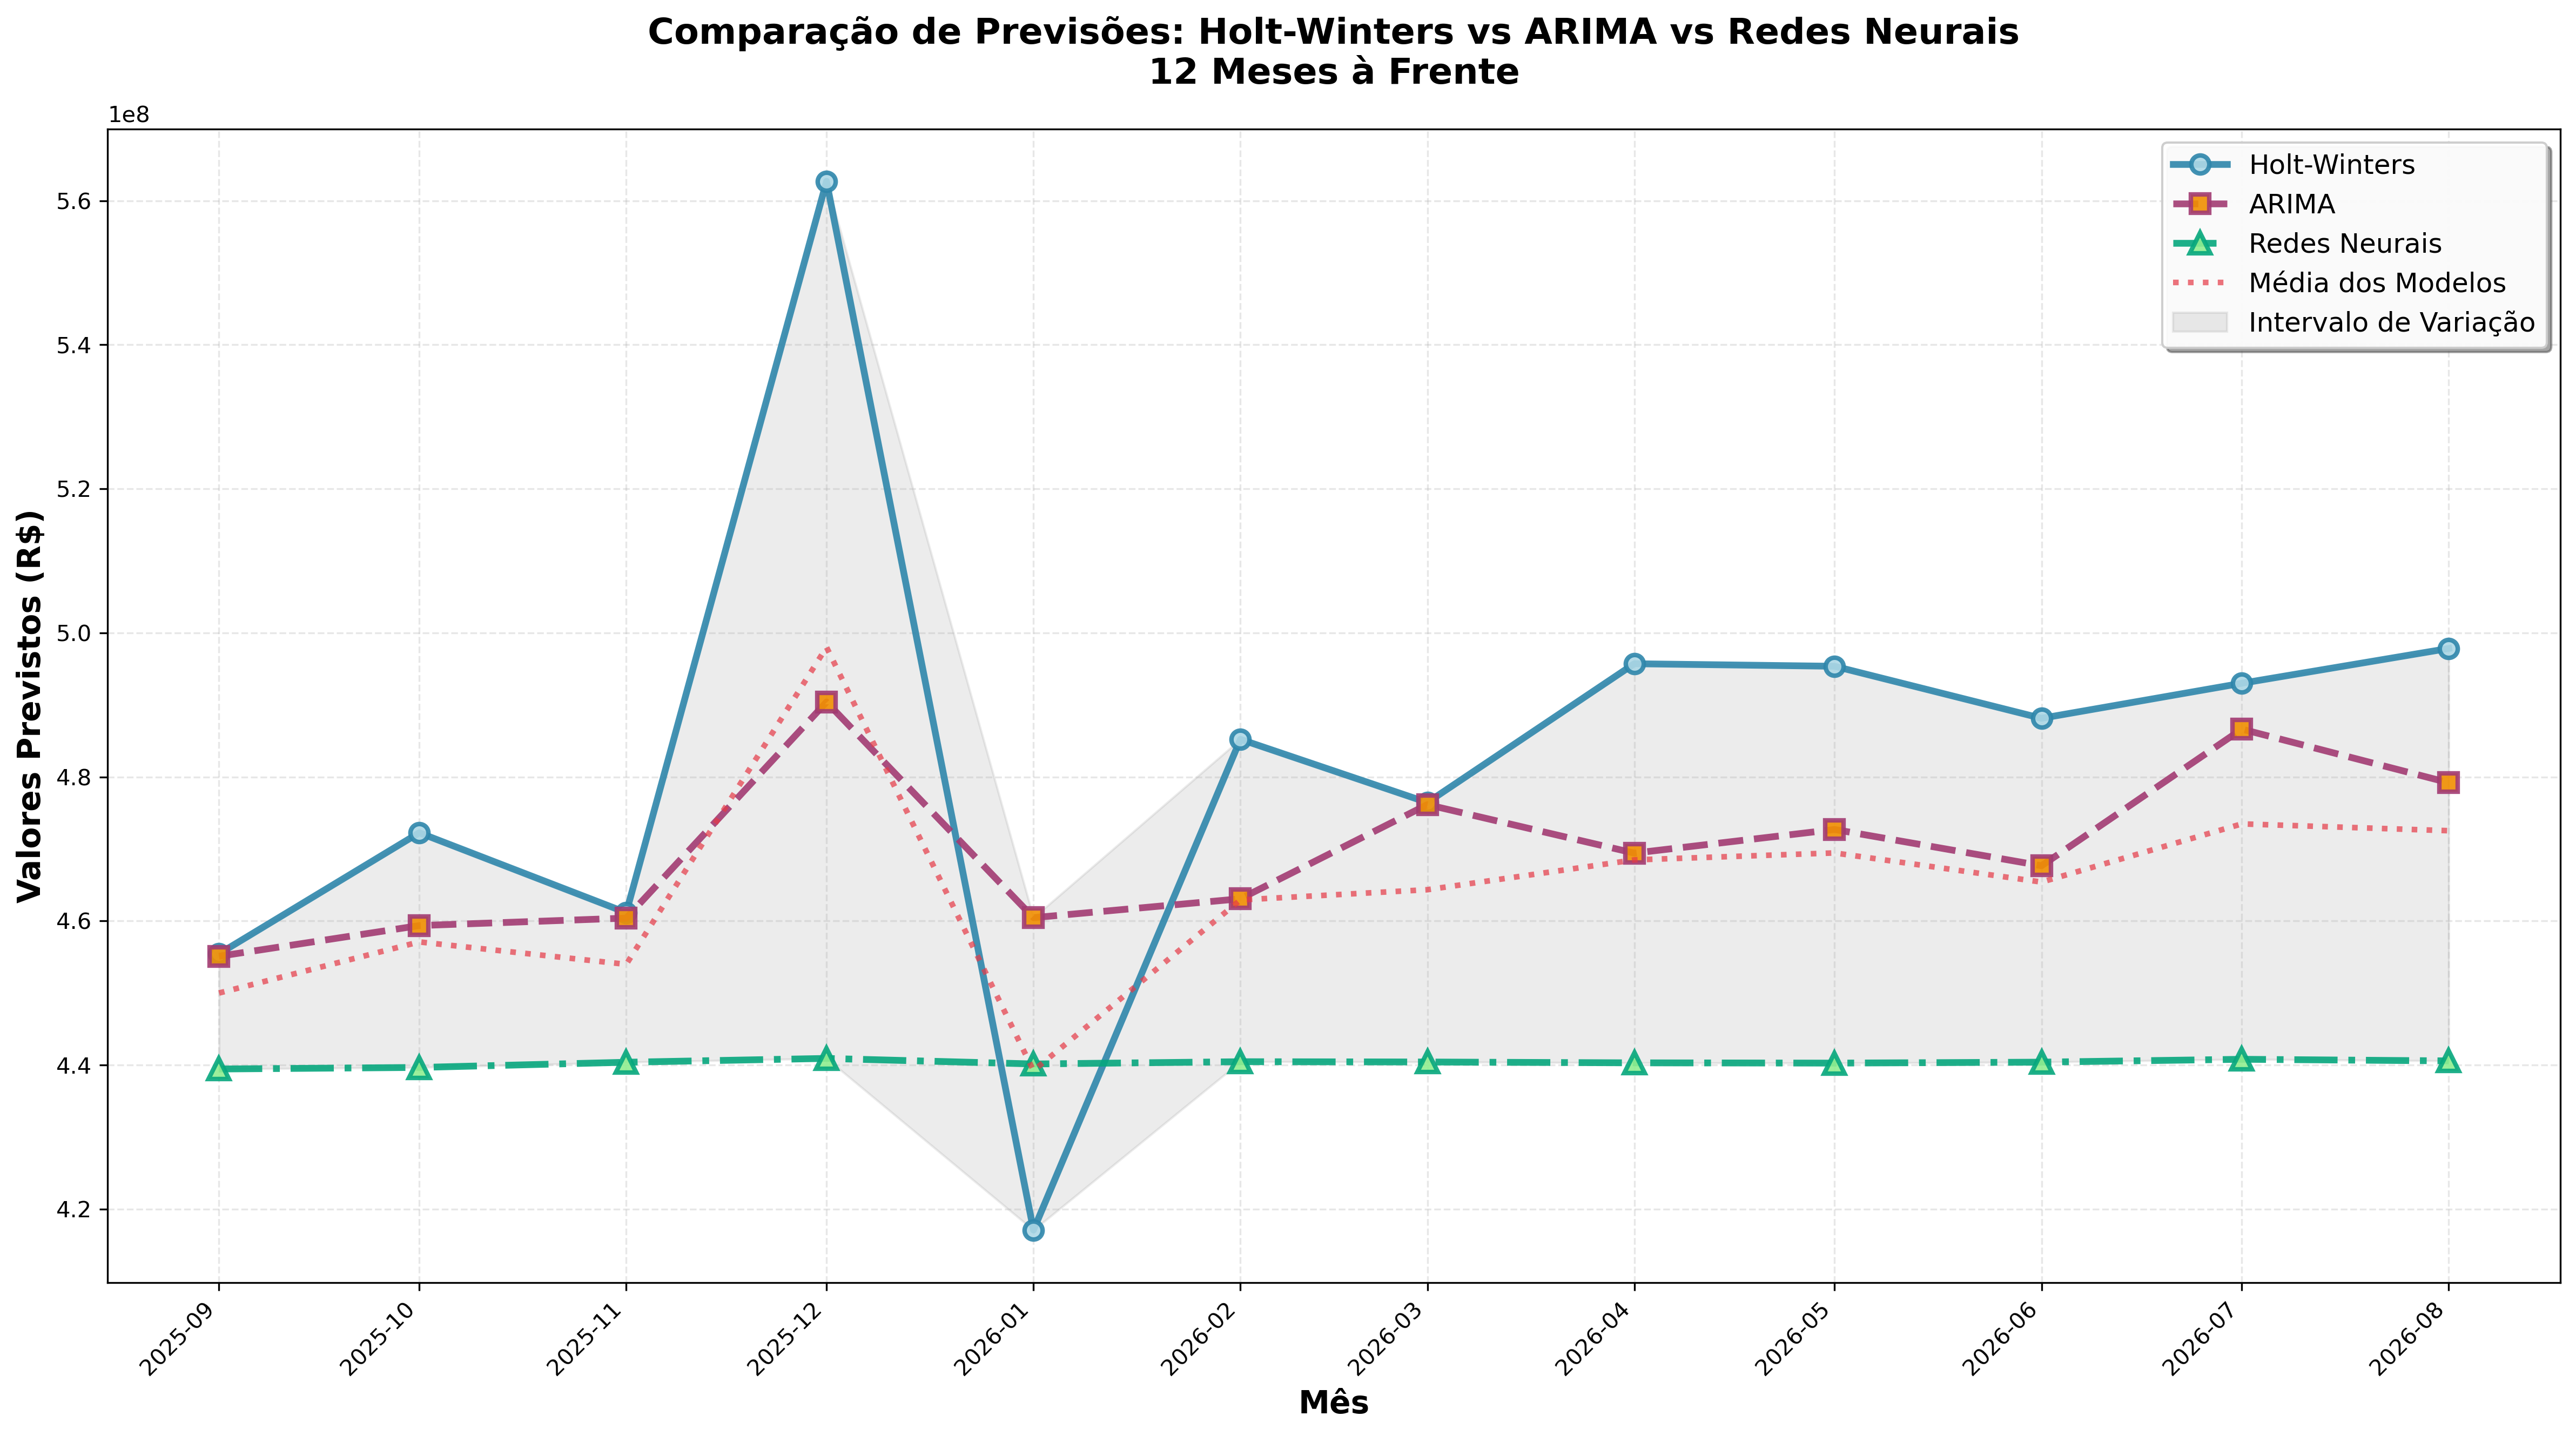 Comparação de Previsões: Holt-Winters vs ARIMA vs Redes Neurais
12 Meses à Frente
1e8
Holt-Winters
ARIMA
Redes Neurais
Média dos Modelos
Intervalo de Variação
Valores Previstos (R$)
5.6
5.4
5.2
5.0
4.8
4.6
4.4
4.2
2025-09
2025-10
2025-11
2025-12
2026-01
2026-02
2026-03
2026-04
2026-05
2026-06
2026-07
2026-08
Mês